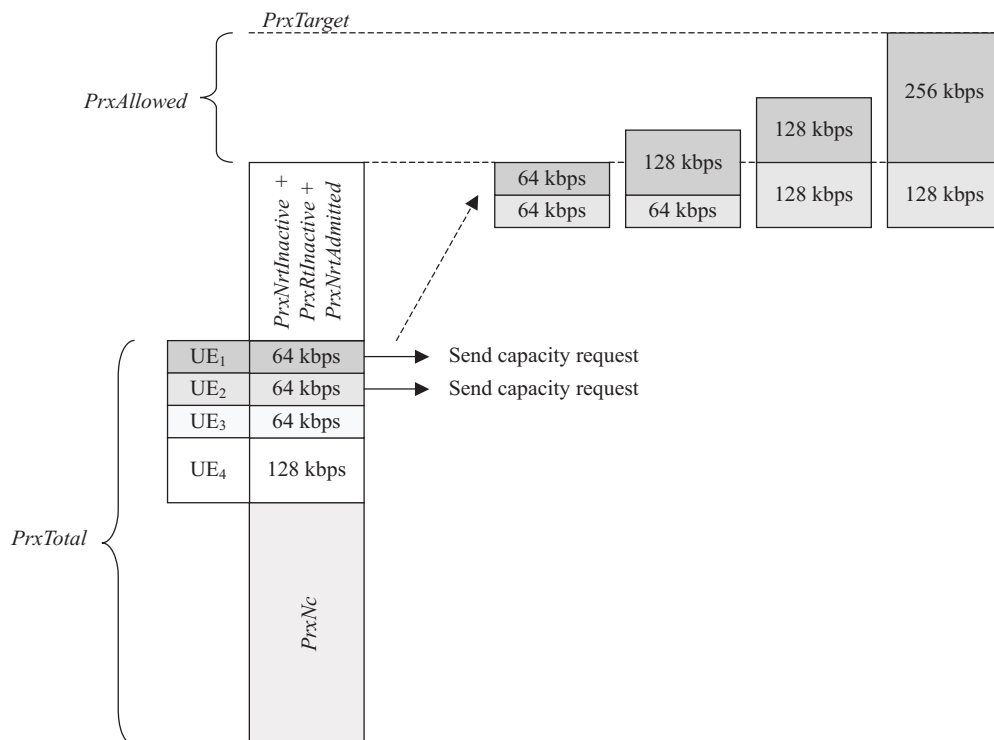 PrxTarget
PrxAllowed
256 kbps
128 kbps
128 kbps
64 kbps
64 kbps
64 kbps
128 kbps
128 kbps
PrxNrtInactive +
PrxRtInactive +
PrxNrtAdmitted
UE₁ 64 kbps Send capacity request
UE₂ 64 kbps Send capacity request
UE₃ 64 kbps
UE₄ 128 kbps
PrxTotal
PrxNc